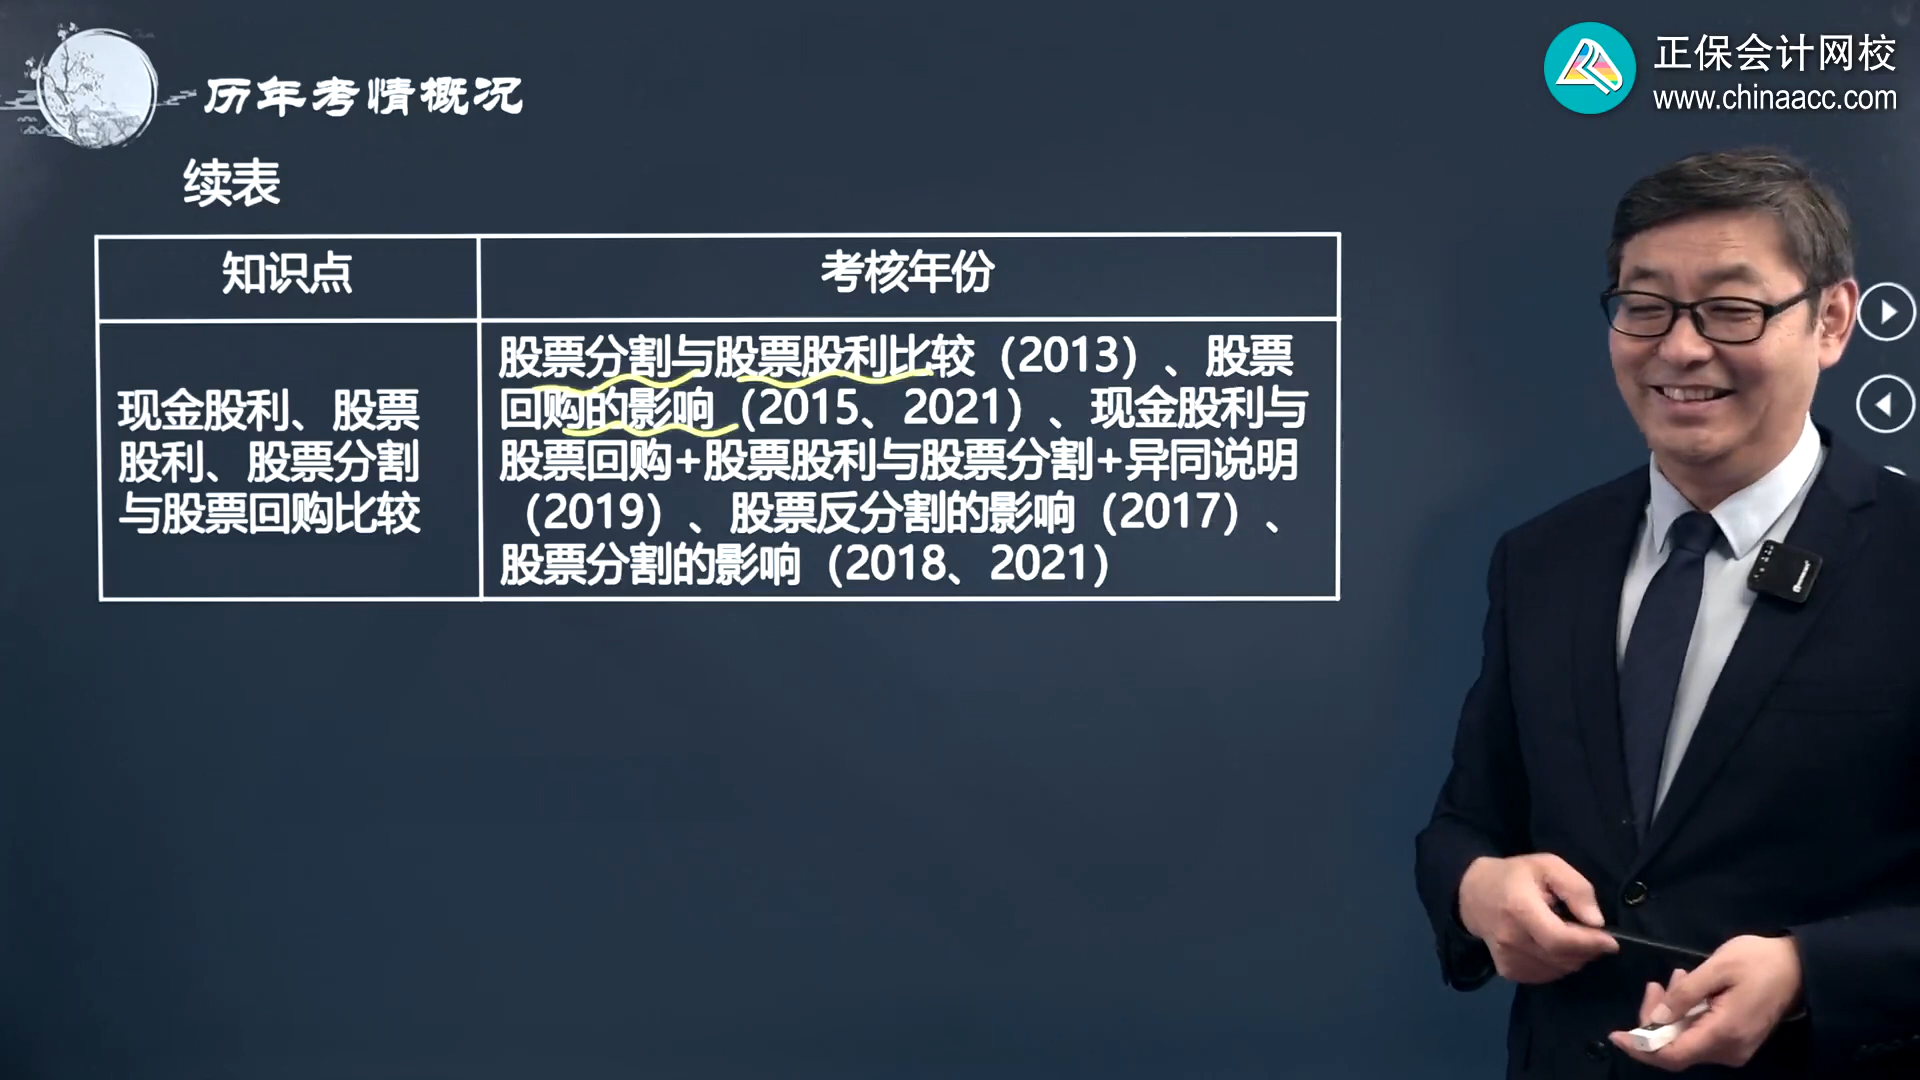 历年考情概况
正保会计网校
www.chinaacc.com
续表
知识点
考核年份
现金股利、股票
股利、股票分割
与股票回购比较
股票分割与股票股利比较（2013）、股票
回购的影响（2015、2021）、现金股利与
股票回购+股票股利与股票分割+异同说明
（2019）、股票反分割的影响（2017）、
股票分割的影响（2018、2021）